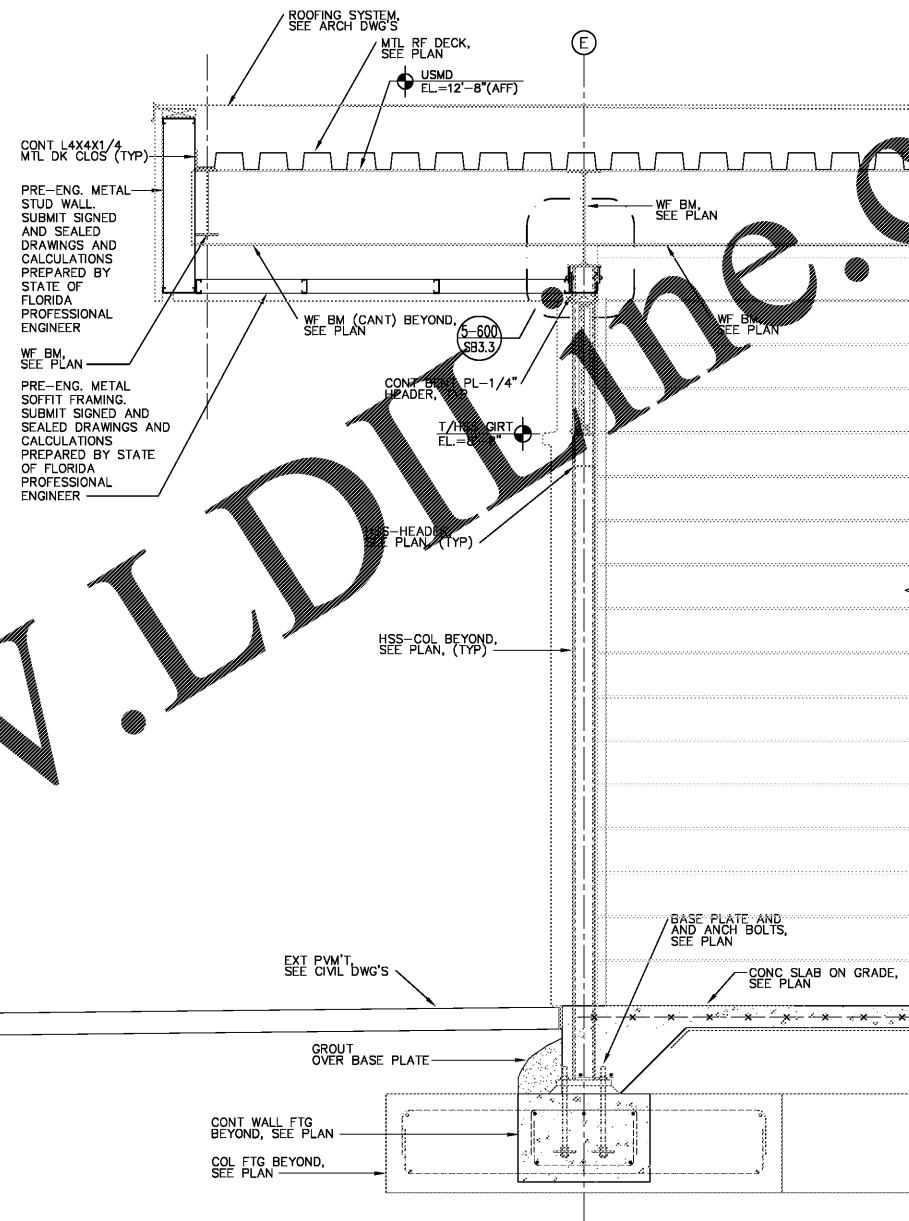 ROOFING SYSTEM,
SEE ARCH DWG'S
MTL RF DECK,
SEE PLAN
E
USMD
EL.=12'-8"(AFF)
CONT L4X4X1/4
MTL DK CLOS (TYP)
PRE-ENG. METAL
STUD WALL.
SUBMIT SIGNED
AND SEALED
DRAWINGS AND
CALCULATIONS
PREPARED BY
STATE OF
FLORIDA
PROFESSIONAL
ENGINEER
WF BM,
SEE PLAN
WF BM,
SEE PLAN
PRE-ENG. METAL
SOFFIT FRAMING.
SUBMIT SIGNED AND
SEALED DRAWINGS AND
CALCULATIONS
PREPARED BY STATE
OF FLORIDA
PROFESSIONAL
ENGINEER
WF BM (CANT) BEYOND,
SEE PLAN
5-600
SB3.3
WF BM,
SEE PLAN
CONT BENT PL-1/4"
HEADER, TYP
T/HSS GIRT
HSS-HEADER,
SEE PLAN, (TYP)
HSS-COL BEYOND,
SEE PLAN, (TYP)
BASE PLATE AND
AND ANCH BOLTS,
SEE PLAN
EXT PVM'T,
SEE CIVIL DWG'S
CONC SLAB ON GRADE,
SEE PLAN
GROUT
OVER BASE PLATE
CONT WALL FTG
BEYOND, SEE PLAN
COL FTG BEYOND,
SEE PLAN
.LDILine.